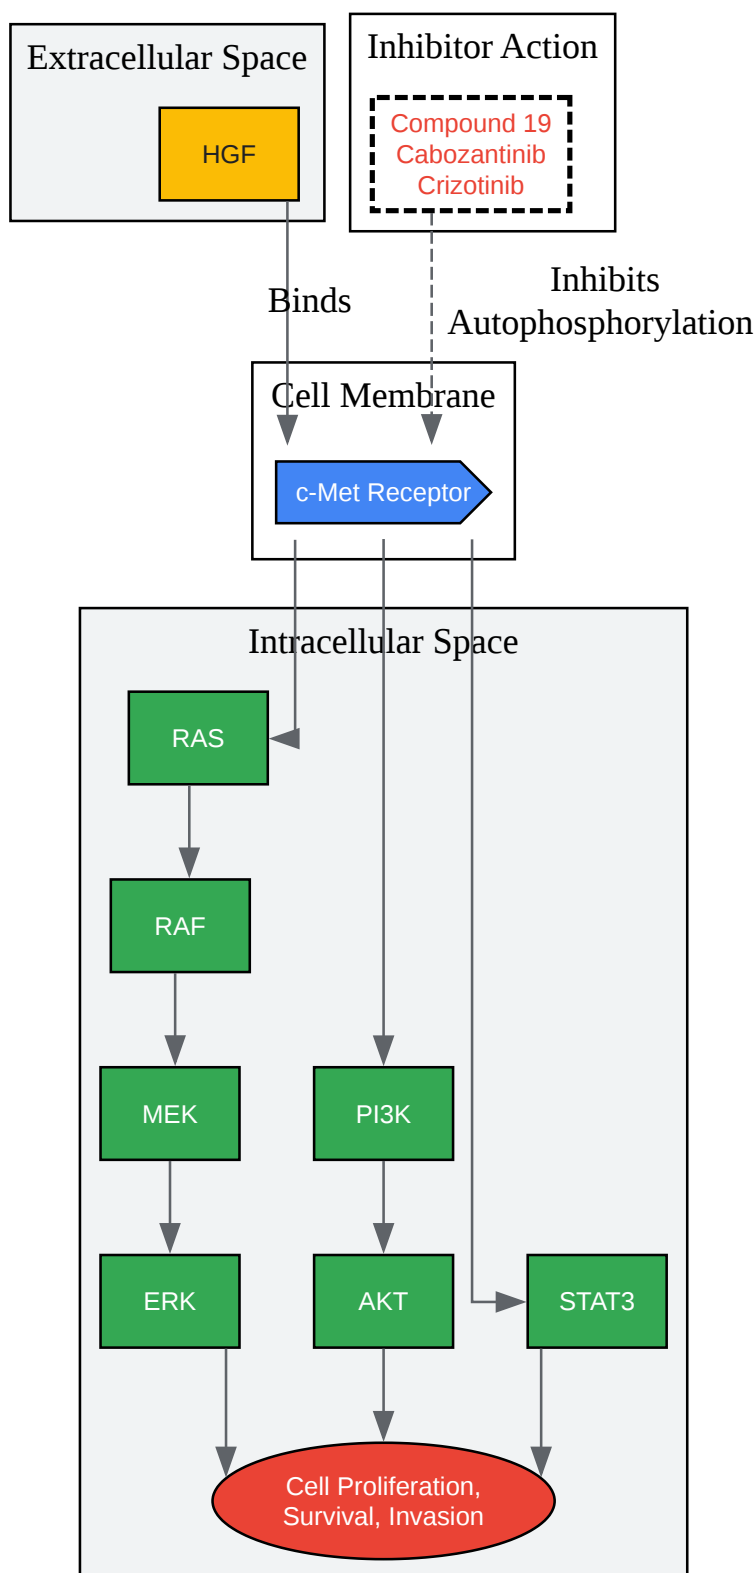 Extracellular Space
HGF
Inhibitor Action
Compound 19
Cabozantinib
Crizotinib
Binds
Inhibits
Autophosphorylation
Cell Membrane
c-Met Receptor
Intracellular Space
RAS
RAF
MEK
PI3K
ERK
AKT
STAT3
Cell Proliferation,
Survival, Invasion